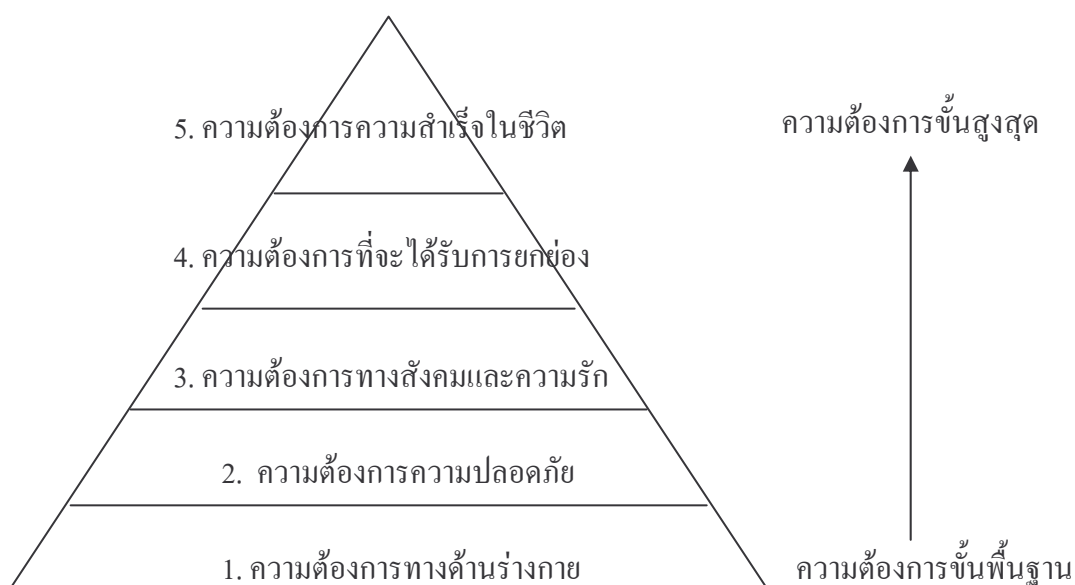 5. ความต้องการความสำเร็จในชีวิต
ความต้องการขั้นสูงสุด
4. ความต้องการที่จะได้รับการยกย่อง
3. ความต้องการทางสังคมและความรัก
2. ความต้องการความปลอดภัย
1. ความต้องการทางด้านร่างกาย
ความต้องการขั้นพื้นฐาน